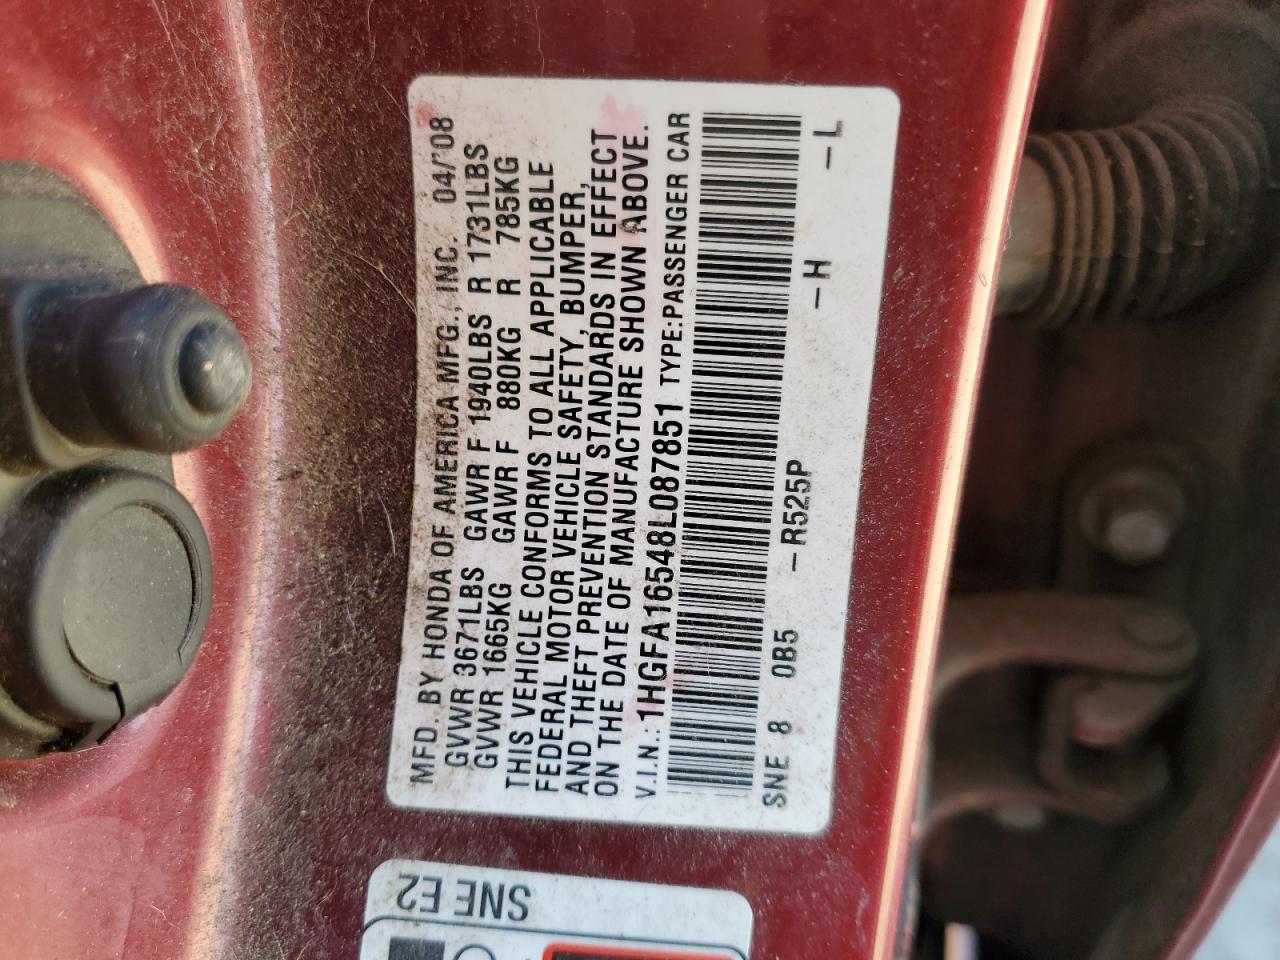 MFD. BY HONDA OF AMERICA MFG., INC. 04/'08
GVWR 3671LBS GAWR F 1940LBS R 1731LBS
GVWR 1665KG GAWR F 880KG R 785KG
THIS VEHICLE CONFORMS TO ALL APPLICABLE
FEDERAL MOTOR VEHICLE SAFETY, BUMPER,
AND THEFT PREVENTION STANDARDS IN EFFECT
ON THE DATE OF MANUFACTURE SHOWN ABOVE.
V.I.N.: 1HGFA16548L087851 TYPE:PASSENGER CAR
SNE 8 0B5 -R525P -H -L
SNE E2